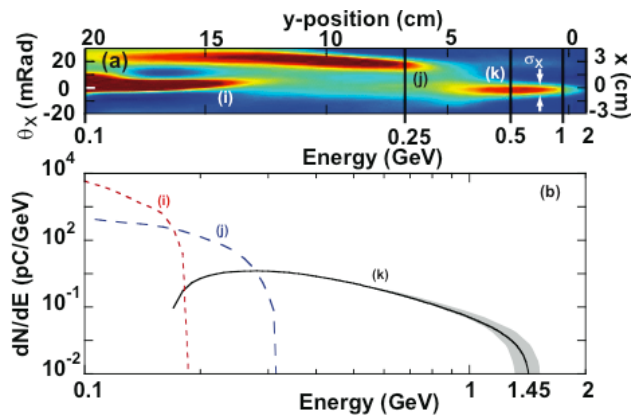 y-position (cm)
20 15 10 5 0
20
0
-20
θX (mRad)
(a)
(i)
(j)
(k)
σX
3
0
-3
x (cm)
0.1 0.25 0.5 1 2
Energy (GeV)
10^4
10^2
10^-1
10^-2
dN/dE (pC/GeV)
(i)
(j)
(k)
(b)
0.1 1 1.45 2
Energy (GeV)